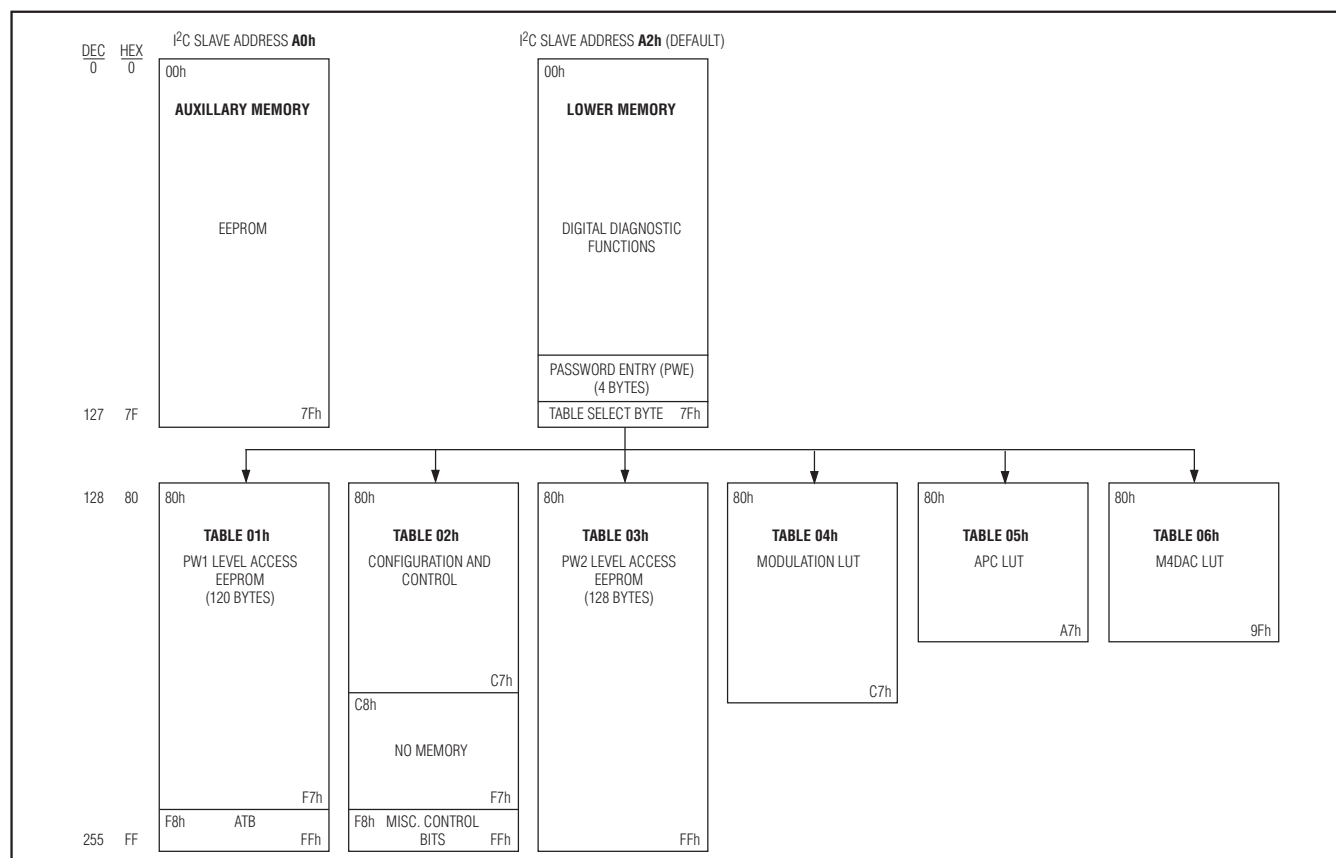 I²C SLAVE ADDRESS A0h
I²C SLAVE ADDRESS A2h (DEFAULT)
DEC HEX
0 0
00h
AUXILLARY MEMORY
EEPROM
7Fh
00h
LOWER MEMORY
DIGITAL DIAGNOSTIC
FUNCTIONS
PASSWORD ENTRY (PWE)
(4 BYTES)
TABLE SELECT BYTE 7Fh
127 7F
128 80
80h
TABLE 01h
PW1 LEVEL ACCESS
EEPROM
(120 BYTES)
F7h
F8h ATB
FFh
80h
TABLE 02h
CONFIGURATION AND
CONTROL
C7h
C8h
NO MEMORY
F7h
F8h MISC. CONTROL
BITS FFh
80h
TABLE 03h
PW2 LEVEL ACCESS
EEPROM
(128 BYTES)
FFh
80h
TABLE 04h
MODULATION LUT
C7h
80h
TABLE 05h
APC LUT
A7h
80h
TABLE 06h
M4DAC LUT
9Fh
255 FF